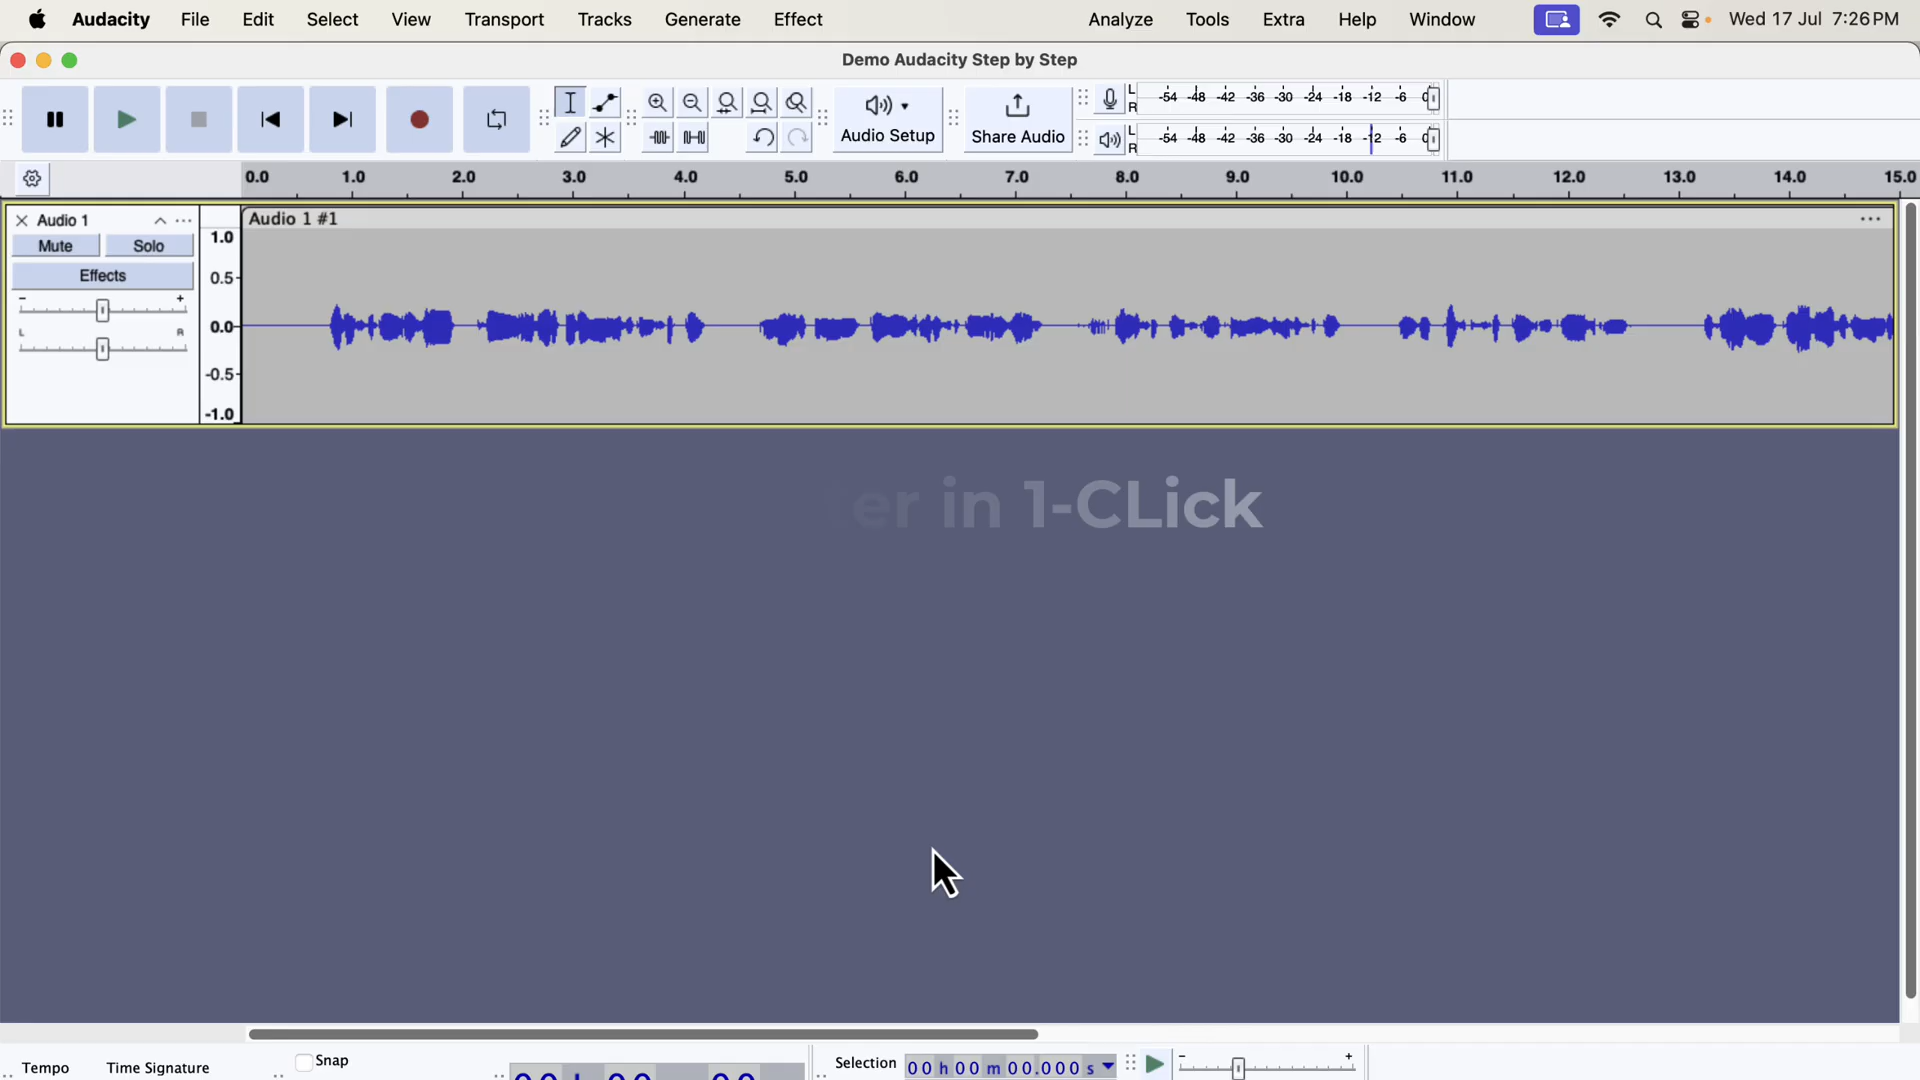 Audacity File Edit Select View Transport Tracks Generate Effect Analyze Tools Extra Help Window Wed 17 Jul 7:26 PM
Demo Audacity Step by Step
Audio Setup
Share Audio
L
R
-54 -48 -42 -36 -30 -24 -18 -12 -6 0
L
R
-54 -48 -42 -36 -30 -24 -18 -12 -6 0
0.0 1.0 2.0 3.0 4.0 5.0 6.0 7.0 8.0 9.0 10.0 11.0 12.0 13.0 14.0 15.0
Audio 1
Mute Solo
Effects
- +
L R
1.0
0.5
0.0
-0.5
-1.0
Audio 1 #1
in 1-CLick
Tempo
Time Signature
Snap
Selection
00 h 00 m 00.000 s
- +